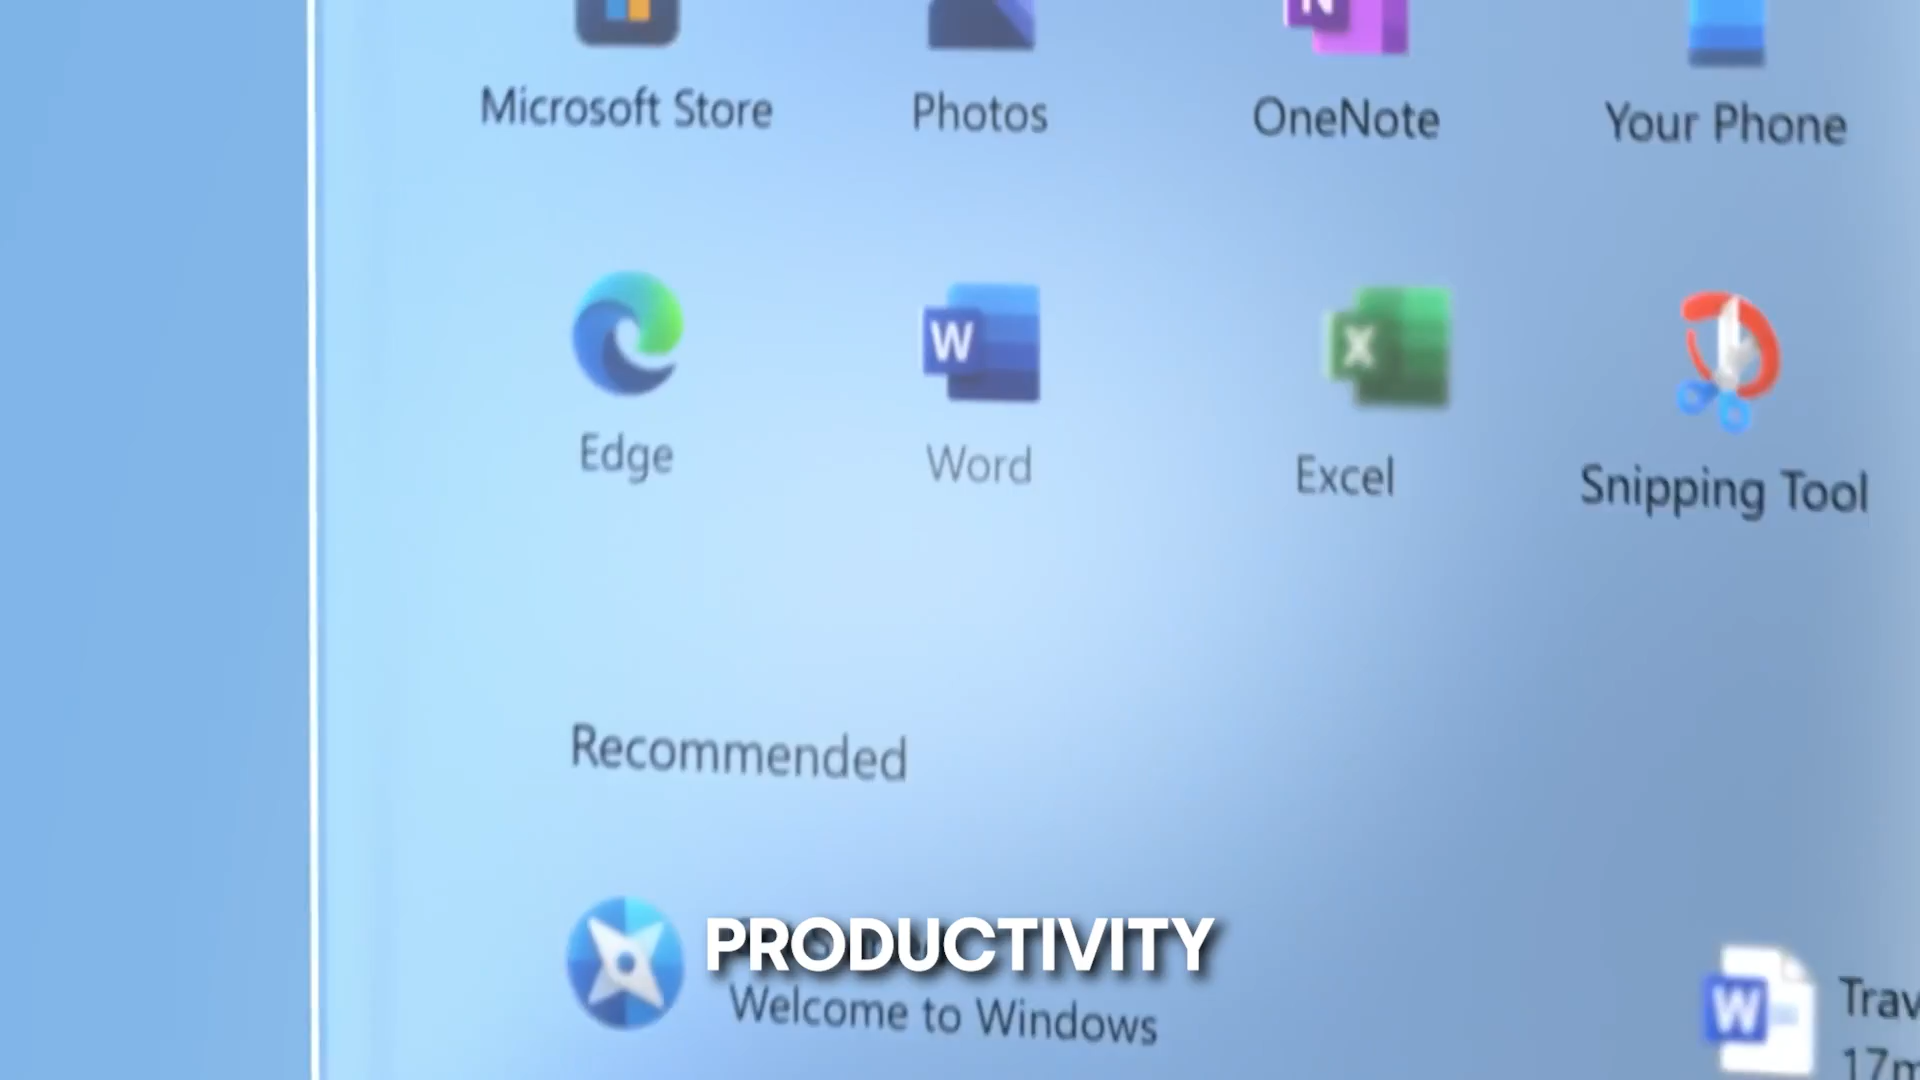 N
Microsoft Store Photos OneNote Your Phone
W X
Edge Word Excel Snipping Tool
Recommended
PRODUCTIVITY
Welcome to Windows
W